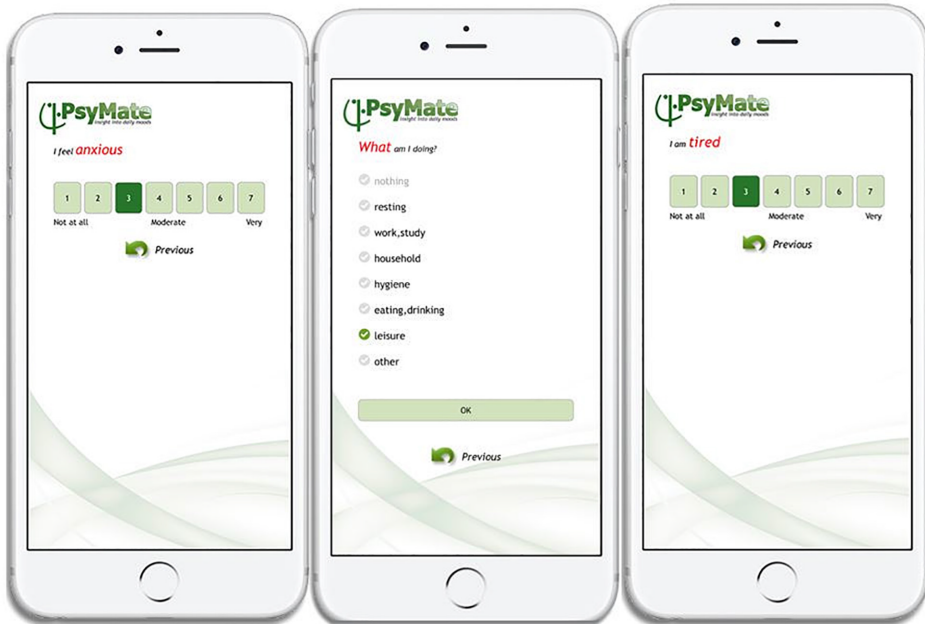 PsyMate
Insight into daily moods
I feel anxious
1 2 3 4 5 6 7
Not at all Moderate Very
Previous
PsyMate
Insight into daily moods
What am I doing?
nothing
resting
work,study
household
hygiene
eating,drinking
leisure
other
OK
Previous
PsyMate
Insight into daily moods
I am tired
1 2 3 4 5 6 7
Not at all Moderate Very
Previous